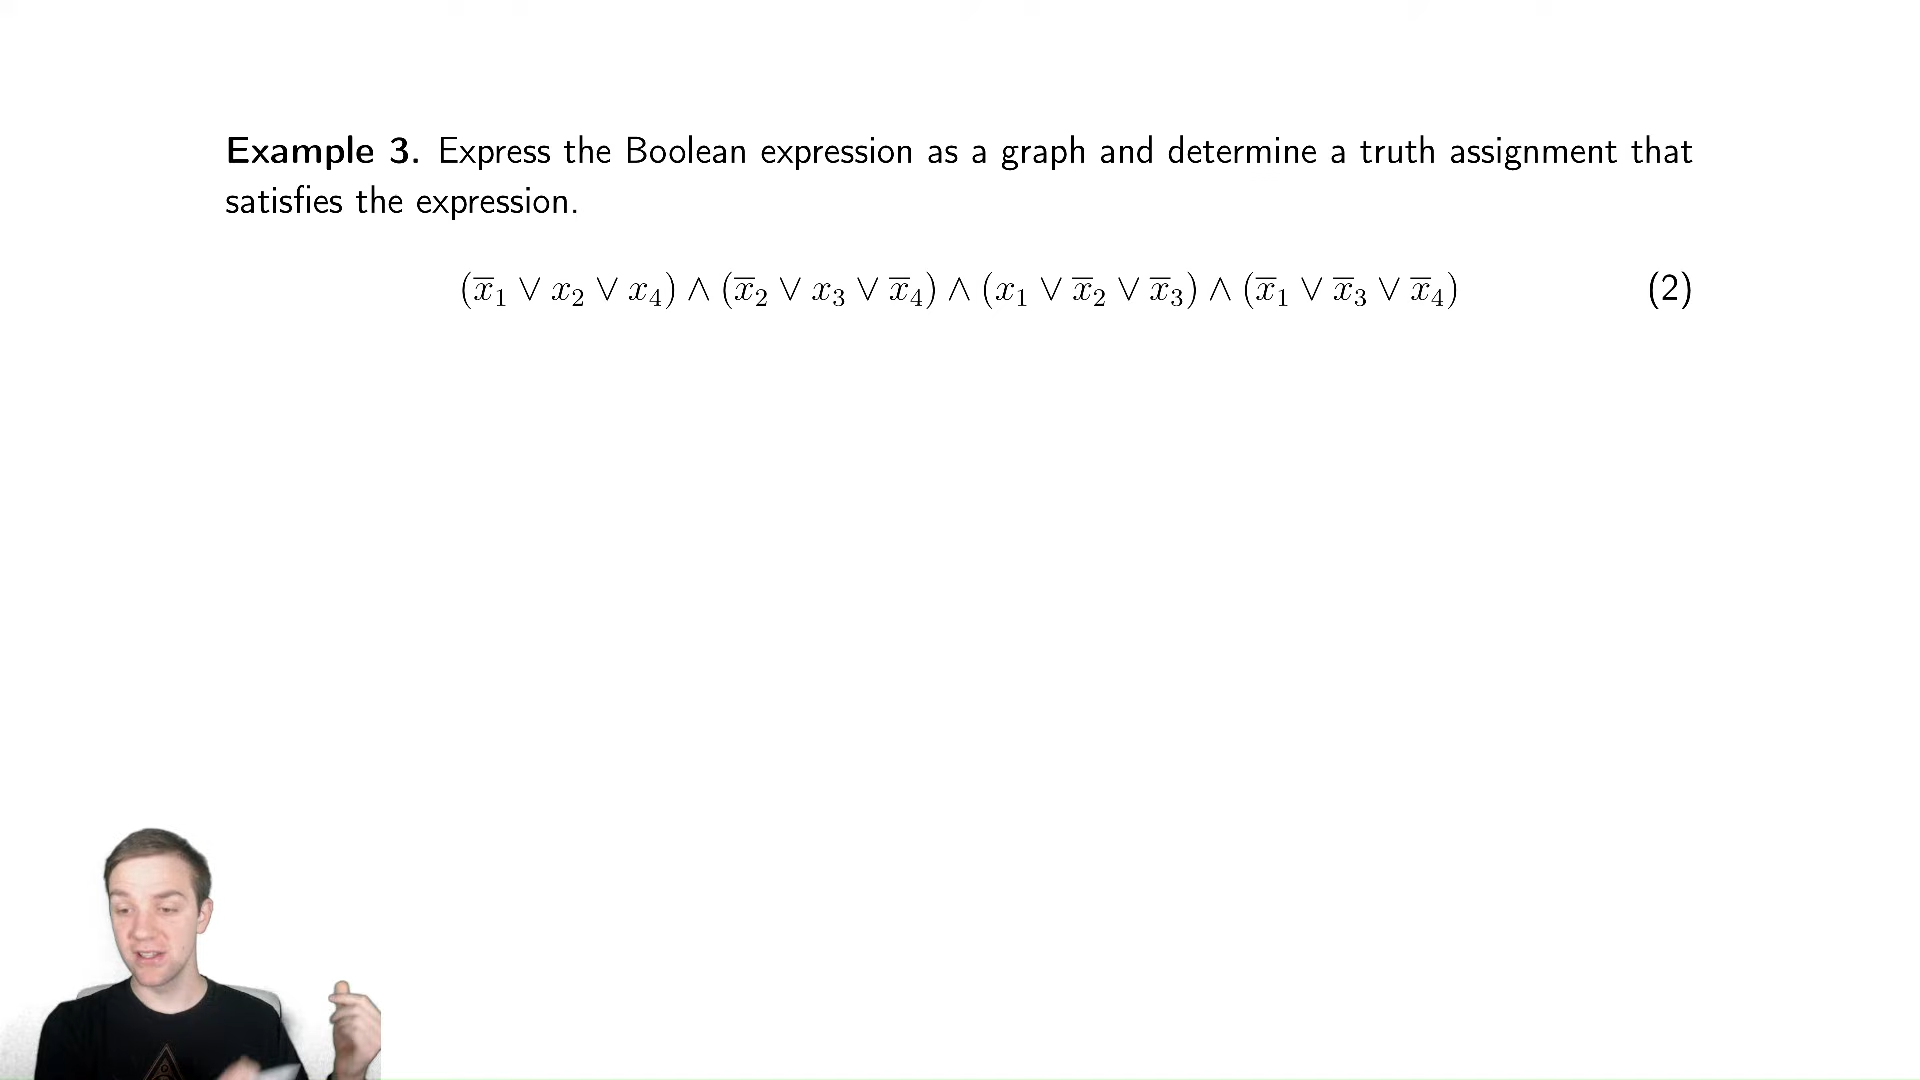 Example 3. Express the Boolean expression as a graph and determine a truth assignment that
satisfies the expression.
(x̅₁ ∨ x₂ ∨ x₄) ∧ (x̅₂ ∨ x₃ ∨ x̅₄) ∧ (x₁ ∨ x̅₂ ∨ x̅₃) ∧ (x̅₁ ∨ x̅₃ ∨ x̅₄) (2)